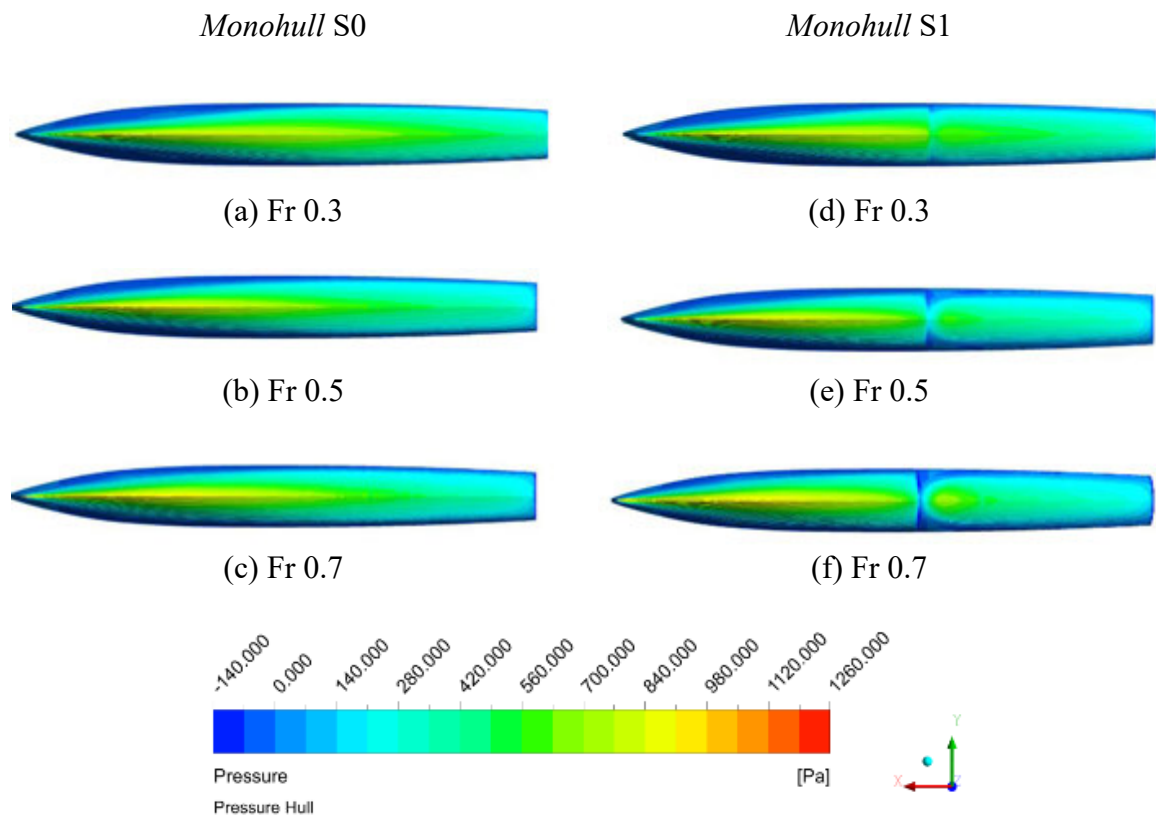 Monohull S0 Monohull S1
(a) Fr 0.3 (d) Fr 0.3
(b) Fr 0.5 (e) Fr 0.5
(c) Fr 0.7 (f) Fr 0.7
-140.000 0.000 140.000 280.000 420.000 560.000 700.000 840.000 980.000 1120.000 1260.000
Pressure [Pa]
Pressure Hull
Y
X Z